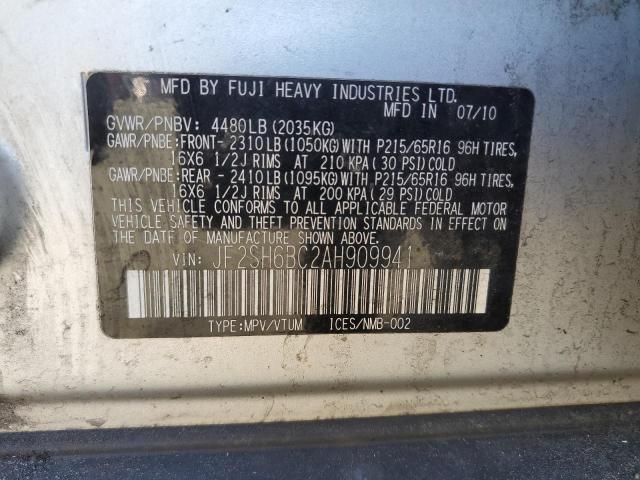 MFD BY FUJI HEAVY INDUSTRIES LTD.
MFD IN 07/10
GVWR/PNBV: 4480LB(2035KG)
GAWR/PNBE:FRONT- 2310LB(1050KG)WITH P215/65R16 96H TIRES,
16X6 1/2J RIMS AT 210 KPA(30 PSI)COLD
GAWR/PNBE:REAR - 2410LB(1095KG)WITH P215/65R16 96H TIRES,
16X6 1/2J RIMS AT 200 KPA(29 PSI)COLD
THIS VEHICLE CONFORMS TO ALL APPLICABLE FEDERAL MOTOR
VEHICLE SAFETY AND THEFT PREVENTION STANDARDS IN EFFECT ON
THE DATE OF MANUFACTURE SHOWN ABOVE.
VIN: JF2SH6BC2AH909941
TYPE:MPV/VTUM ICES/NMB-002